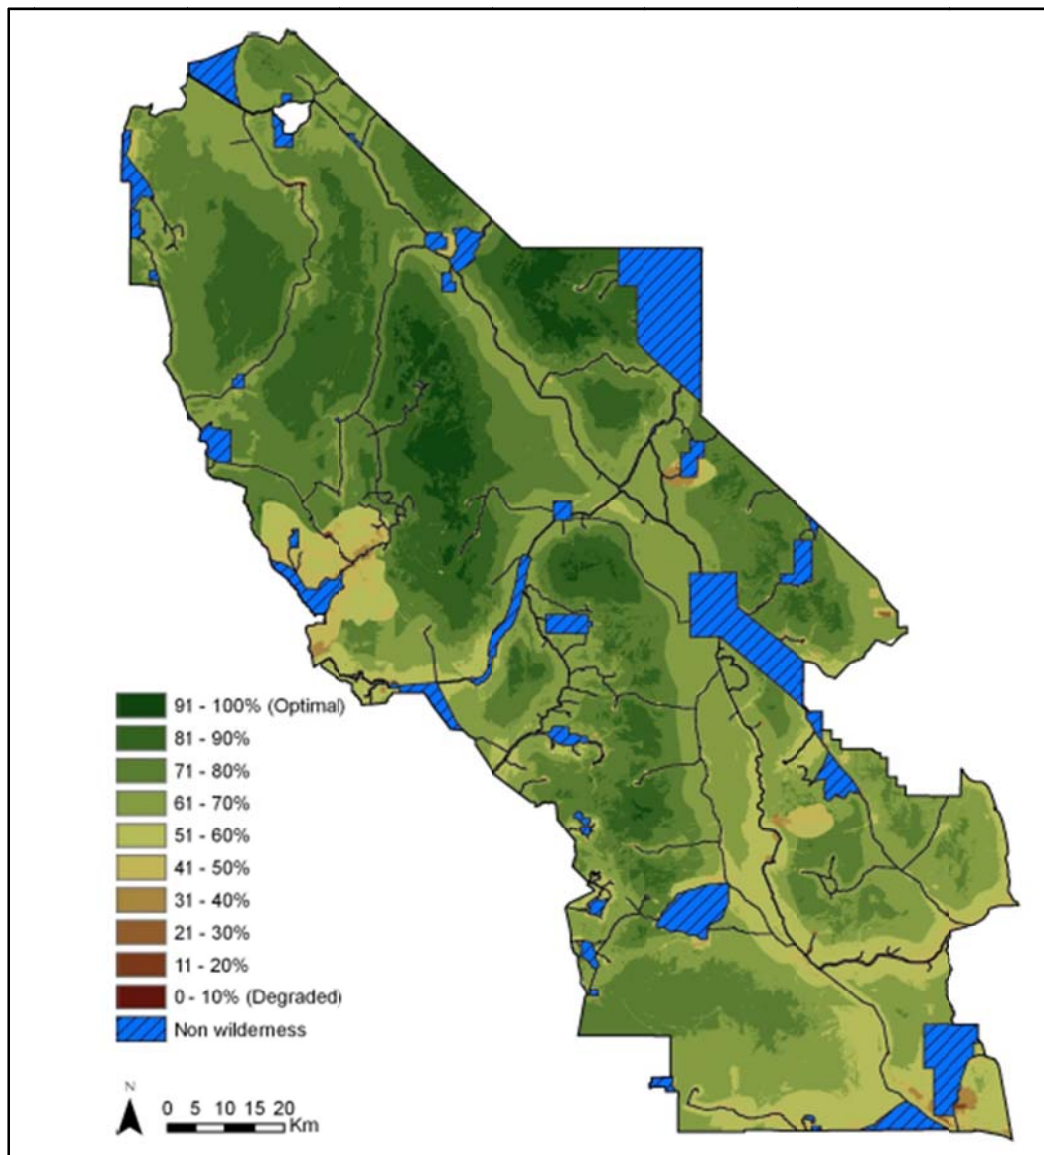 91 - 100% (Optimal)
81 - 90%
71 - 80%
61 - 70%
51 - 60%
41 - 50%
31 - 40%
21 - 30%
11 - 20%
0 - 10% (Degraded)
Non wilderness
N
0 5 10 15 20
Km